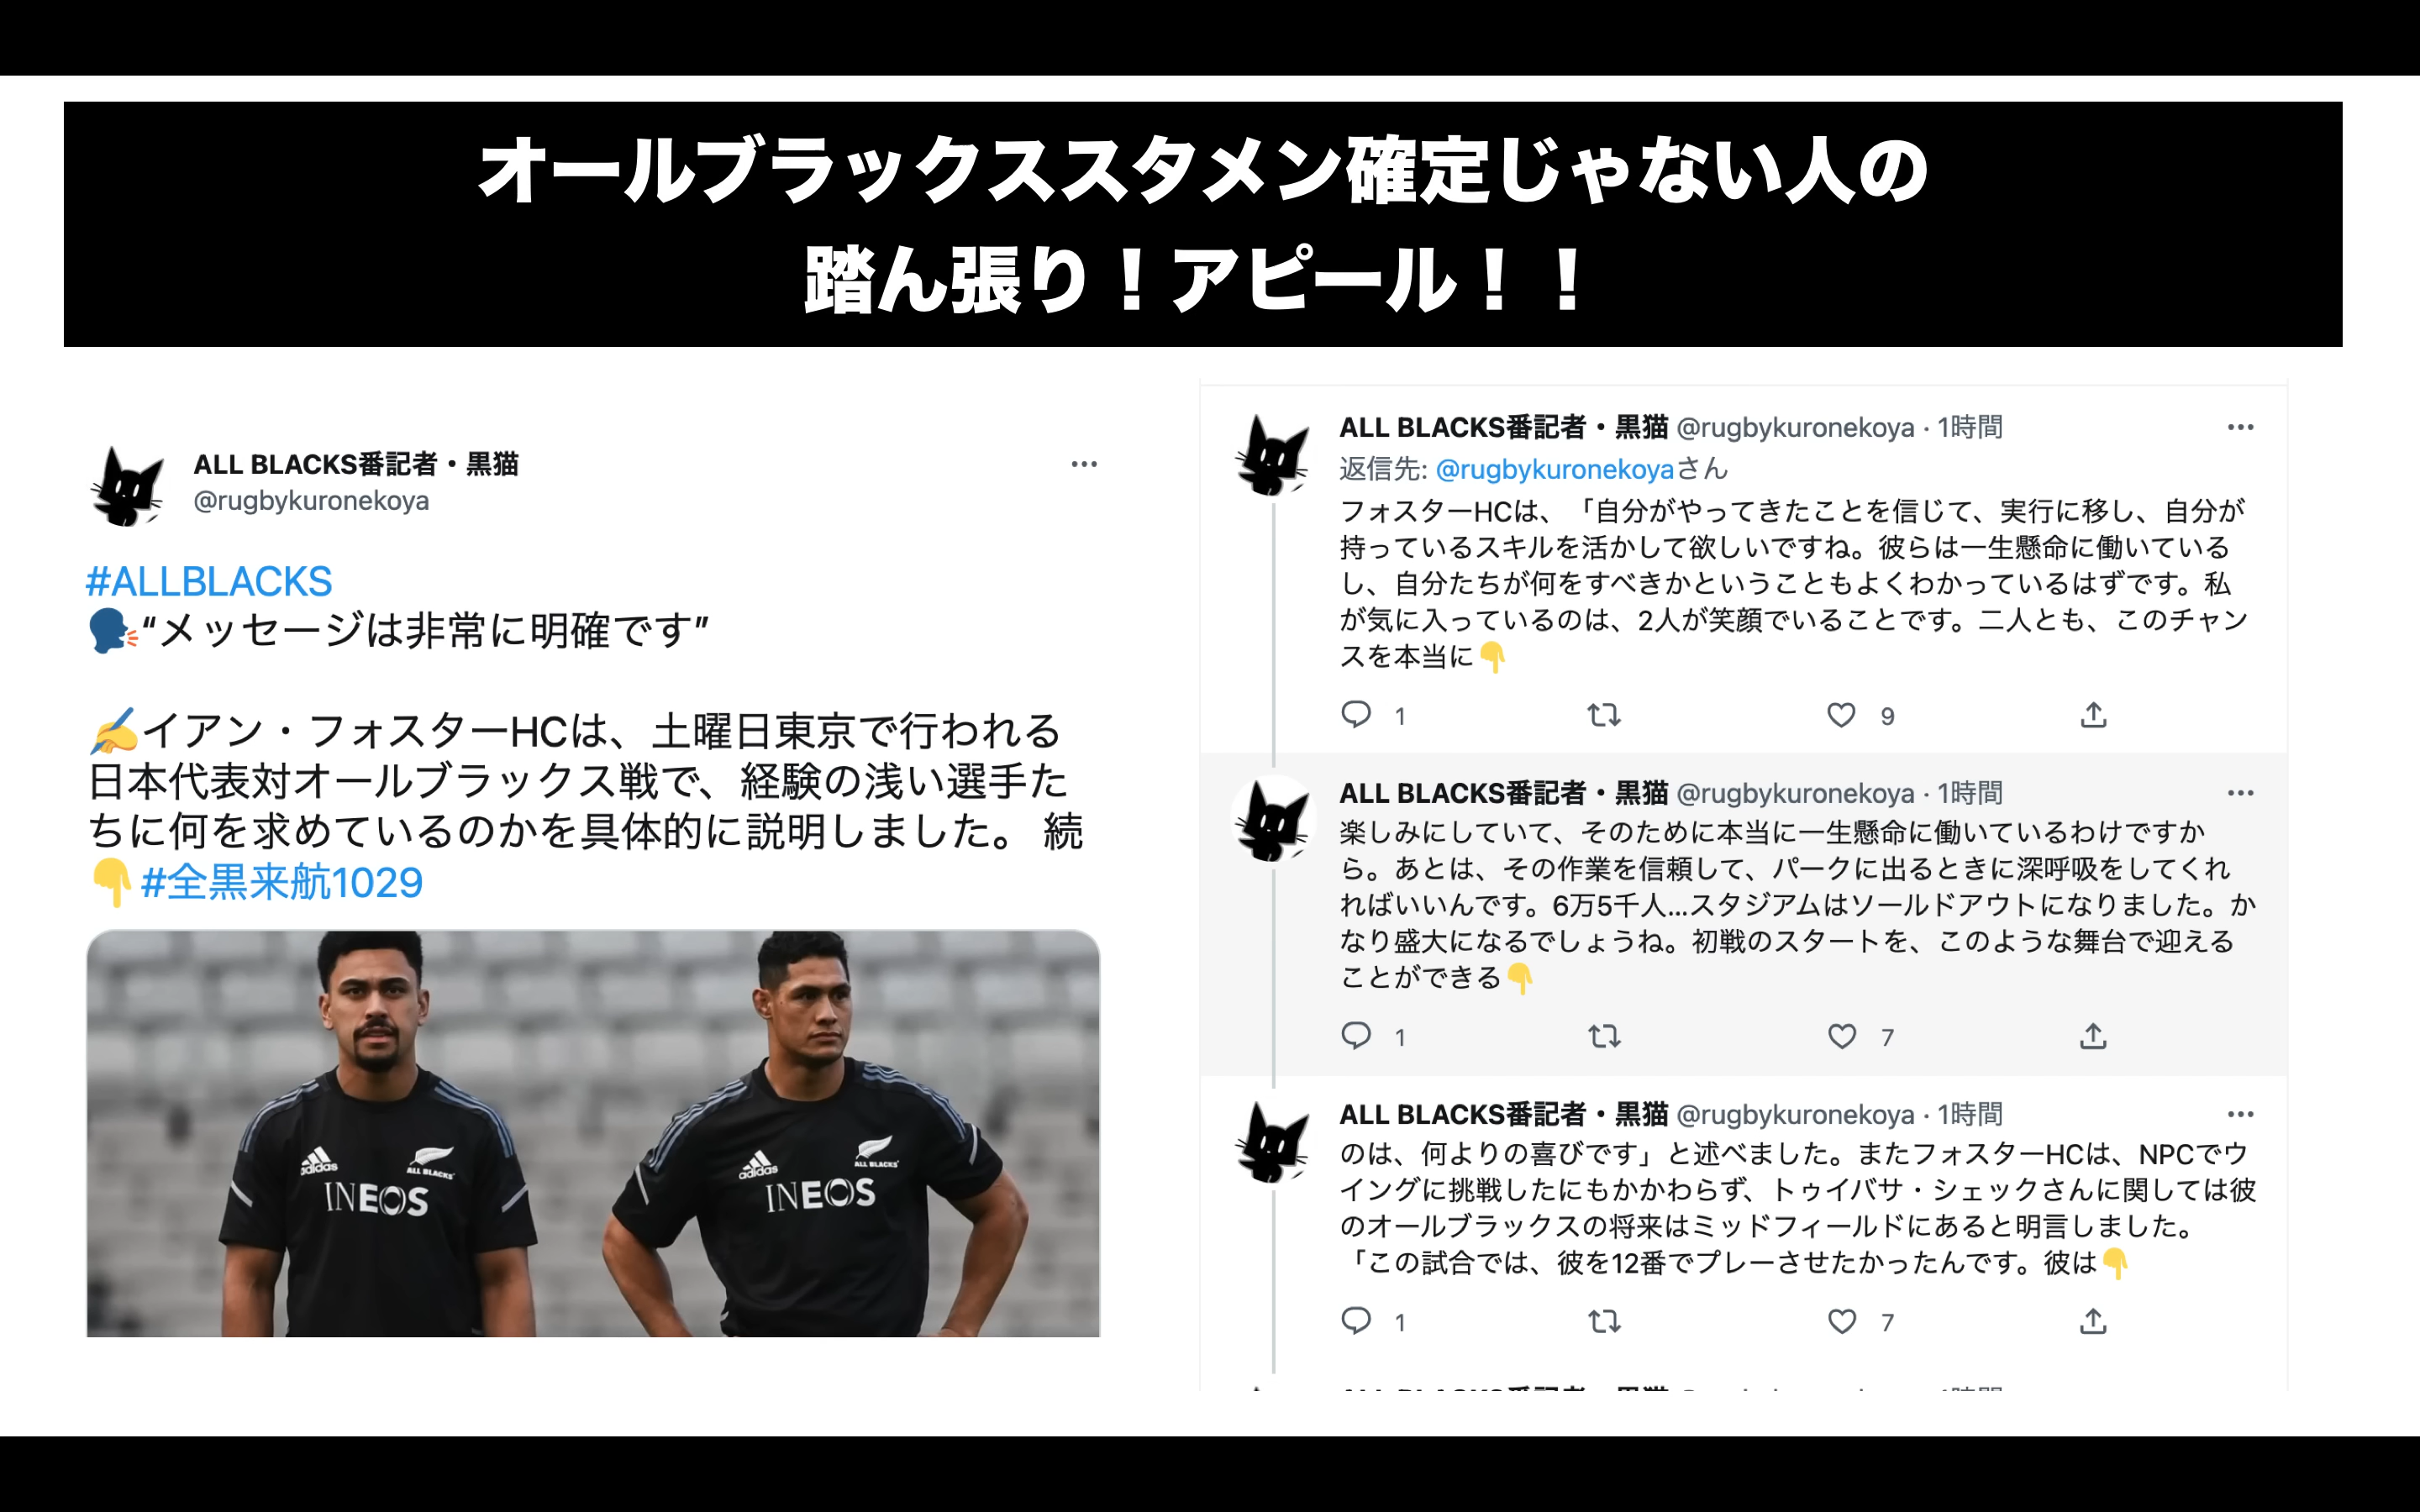 オールブラックススタメン確定じゃない人の
踏ん張り！アピール！！
ALL BLACKS番記者・黒猫
@rugbykuronekoya
#ALLBLACKS
🗣“メッセージは非常に明確です”
✍イアン・フォスターHCは、土曜日東京で行われる
日本代表対オールブラックス戦で、経験の浅い選手た
ちに何を求めているのかを具体的に説明しました。 続
👇#全黒来航1029
adidas
ALL BLACKS
INEOS
adidas
ALL BLACKS
INEOS
ALL BLACKS番記者・黒猫 @rugbykuronekoya · 1時間
返信先: @rugbykuronekoyaさん
フォスターHCは、「自分がやってきたことを信じて、実行に移し、自分が
持っているスキルを活かして欲しいですね。彼らは一生懸命に働いている
し、自分たちが何をすべきかということもよくわかっているはずです。私
が気に入っているのは、2人が笑顔でいることです。二人とも、このチャン
スを本当に👇
1 9
ALL BLACKS番記者・黒猫 @rugbykuronekoya · 1時間
楽しみにしていて、そのために本当に一生懸命に働いているわけですか
ら。あとは、その作業を信頼して、パークに出るときに深呼吸をしてくれ
ればいいんです。6万5千人...スタジアムはソールドアウトになりました。か
なり盛大になるでしょうね。初戦のスタートを、このような舞台で迎える
ことができる👇
1 7
ALL BLACKS番記者・黒猫 @rugbykuronekoya · 1時間
のは、何よりの喜びです」と述べました。またフォスターHCは、NPCでウ
イングに挑戦したにもかかわらず、トゥイバサ・シェックさんに関しては彼
のオールブラックスの将来はミッドフィールドにあると明言しました。
「この試合では、彼を12番でプレーさせたかったんです。彼は👇
1 7